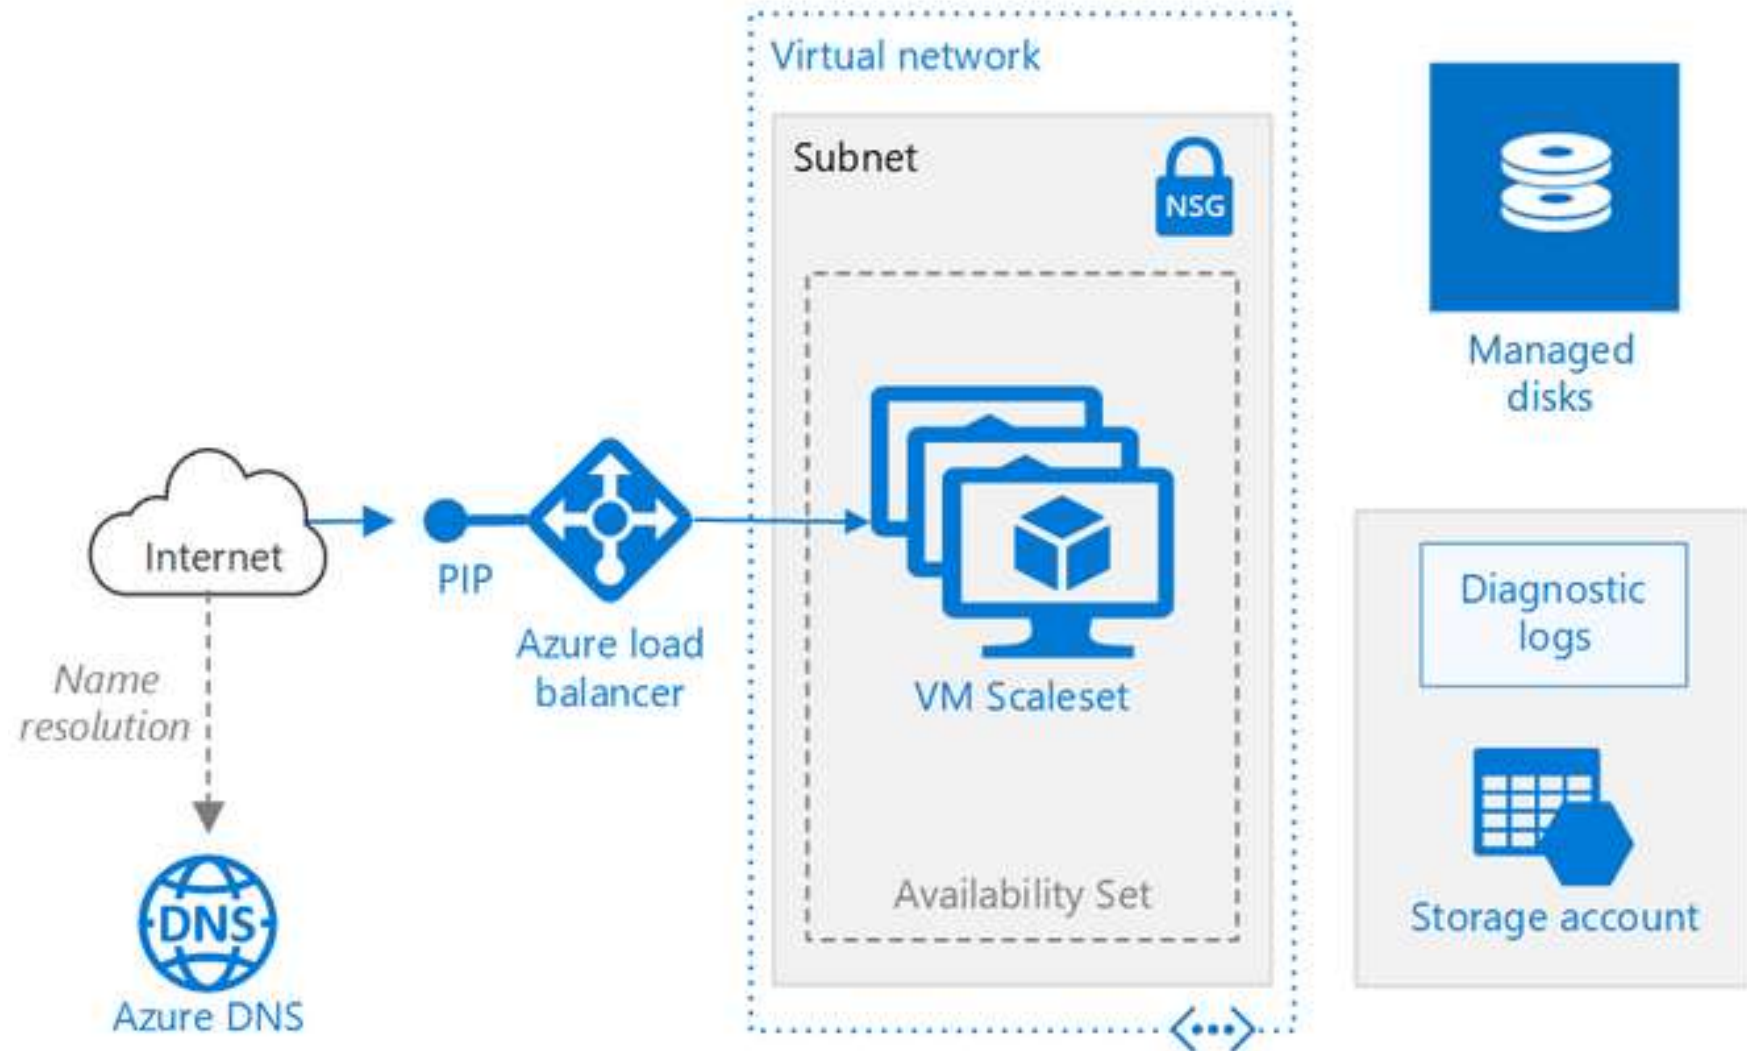 Virtual network
Subnet
NSG
Managed
disks
Internet
PIP
Azure load
balancer
VM Scaleset
Diagnostic
logs
Name
resolution
Availability Set
Storage account
DNS
Azure DNS